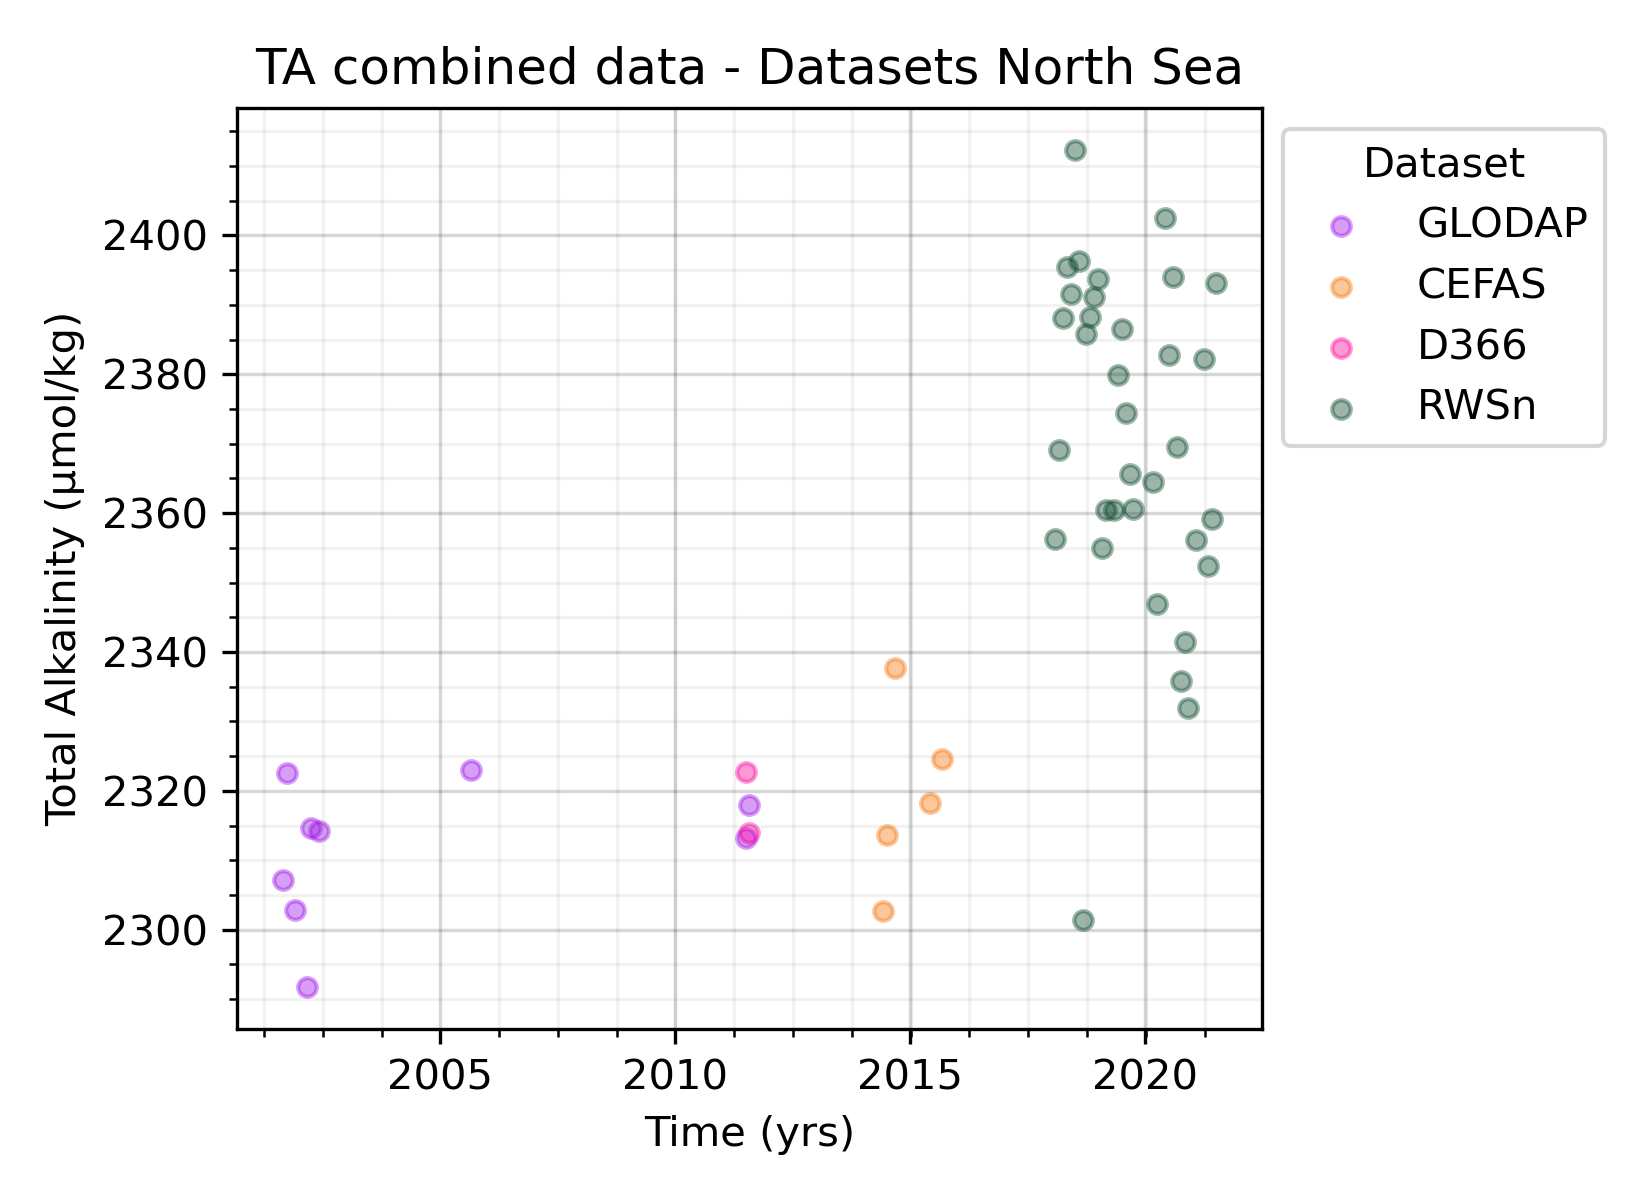 TA combined data - Datasets North Sea
Dataset
GLODAP
CEFAS
D366
RWSn
Total Alkalinity (μmol/kg)
2400
2380
2360
2340
2320
2300
2005 2010 2015 2020
Time (yrs)